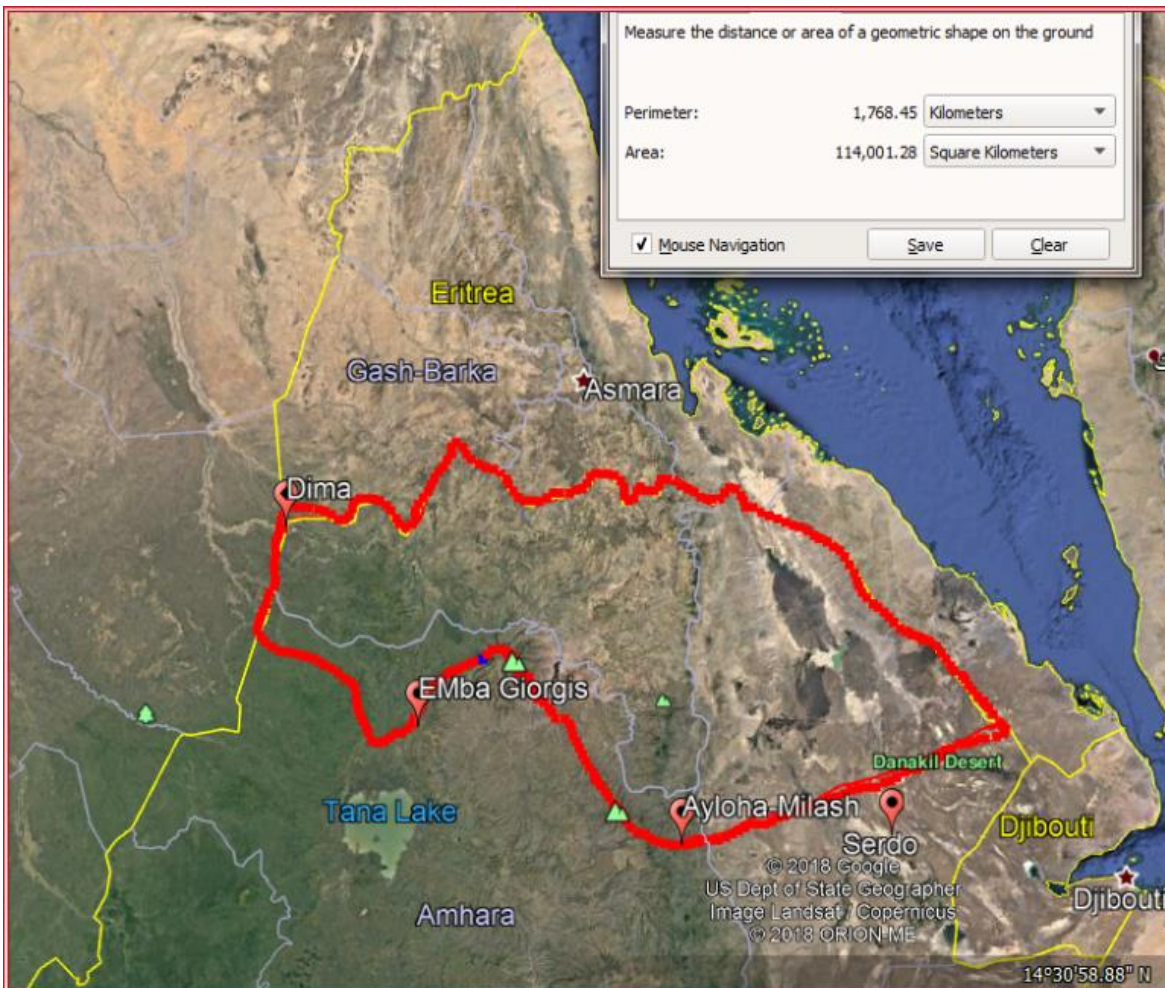 Measure the distance or area of a geometric shape on the ground
Perimeter: 1,768.45 Kilometers
Area: 114,001.28 Square Kilometers
Mouse Navigation Save Clear
Eritrea
Gash-Barka
Asmara
Dima
EMba Giorgis
Danakil Desert
Tana Lake
Ayloha-Milash
Serdo
Djibouti
© 2018 Google
US Dept of State Geographer
Image Landsat / Copernicus
© 2018 ORION-ME
Amhara
Djibouti
14°30'58.88" N